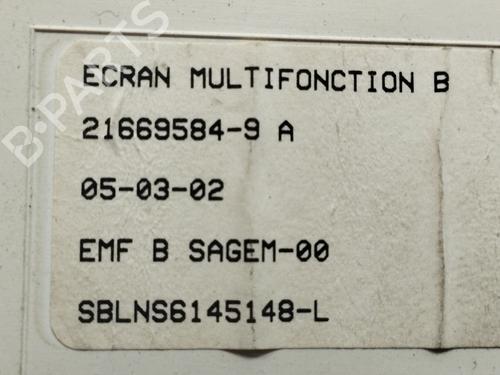 ECRAN MULTIFONCTION B
21669584-9 A
05-03-02
EMF B SAGEM-00
SBLNS6145148-L
B-PARTS